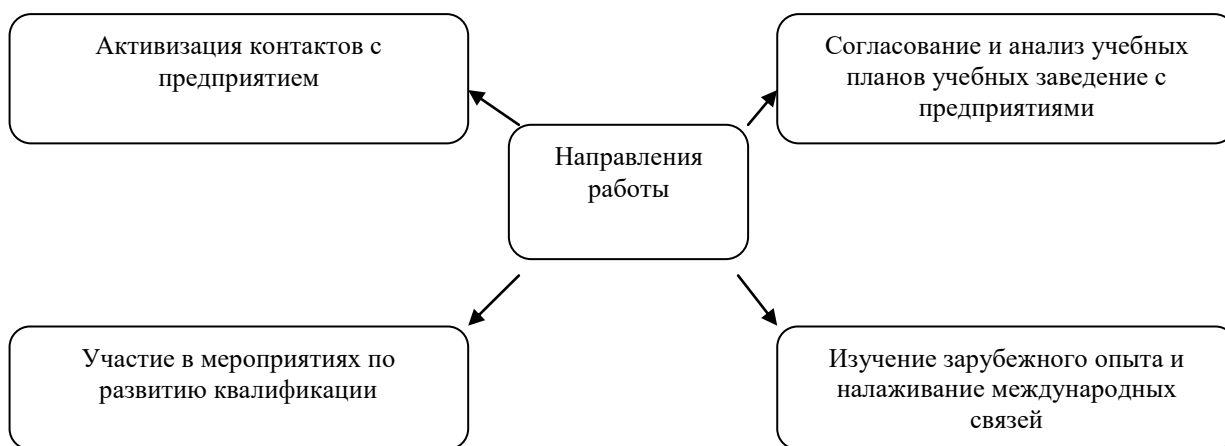 Активизация контактов с
предприятием
Согласование и анализ учебных
планов учебных заведение с
предприятиями
Направления
работы
Участие в мероприятиях по
развитию квалификации
Изучение зарубежного опыта и
налаживание международных
связей